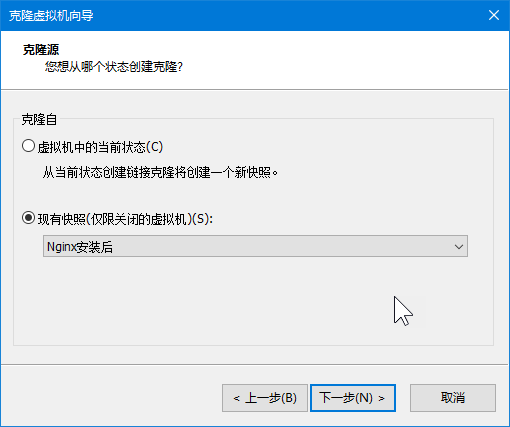 克隆虚拟机向导
克隆源
您想从哪个状态创建克隆?
克隆自
虚拟机中的当前状态(C)
从当前状态创建链接克隆将创建一个新快照。
现有快照(仅限关闭的虚拟机)(S):
Nginx安装后
< 上一步(B)
下一步(N) >
取消